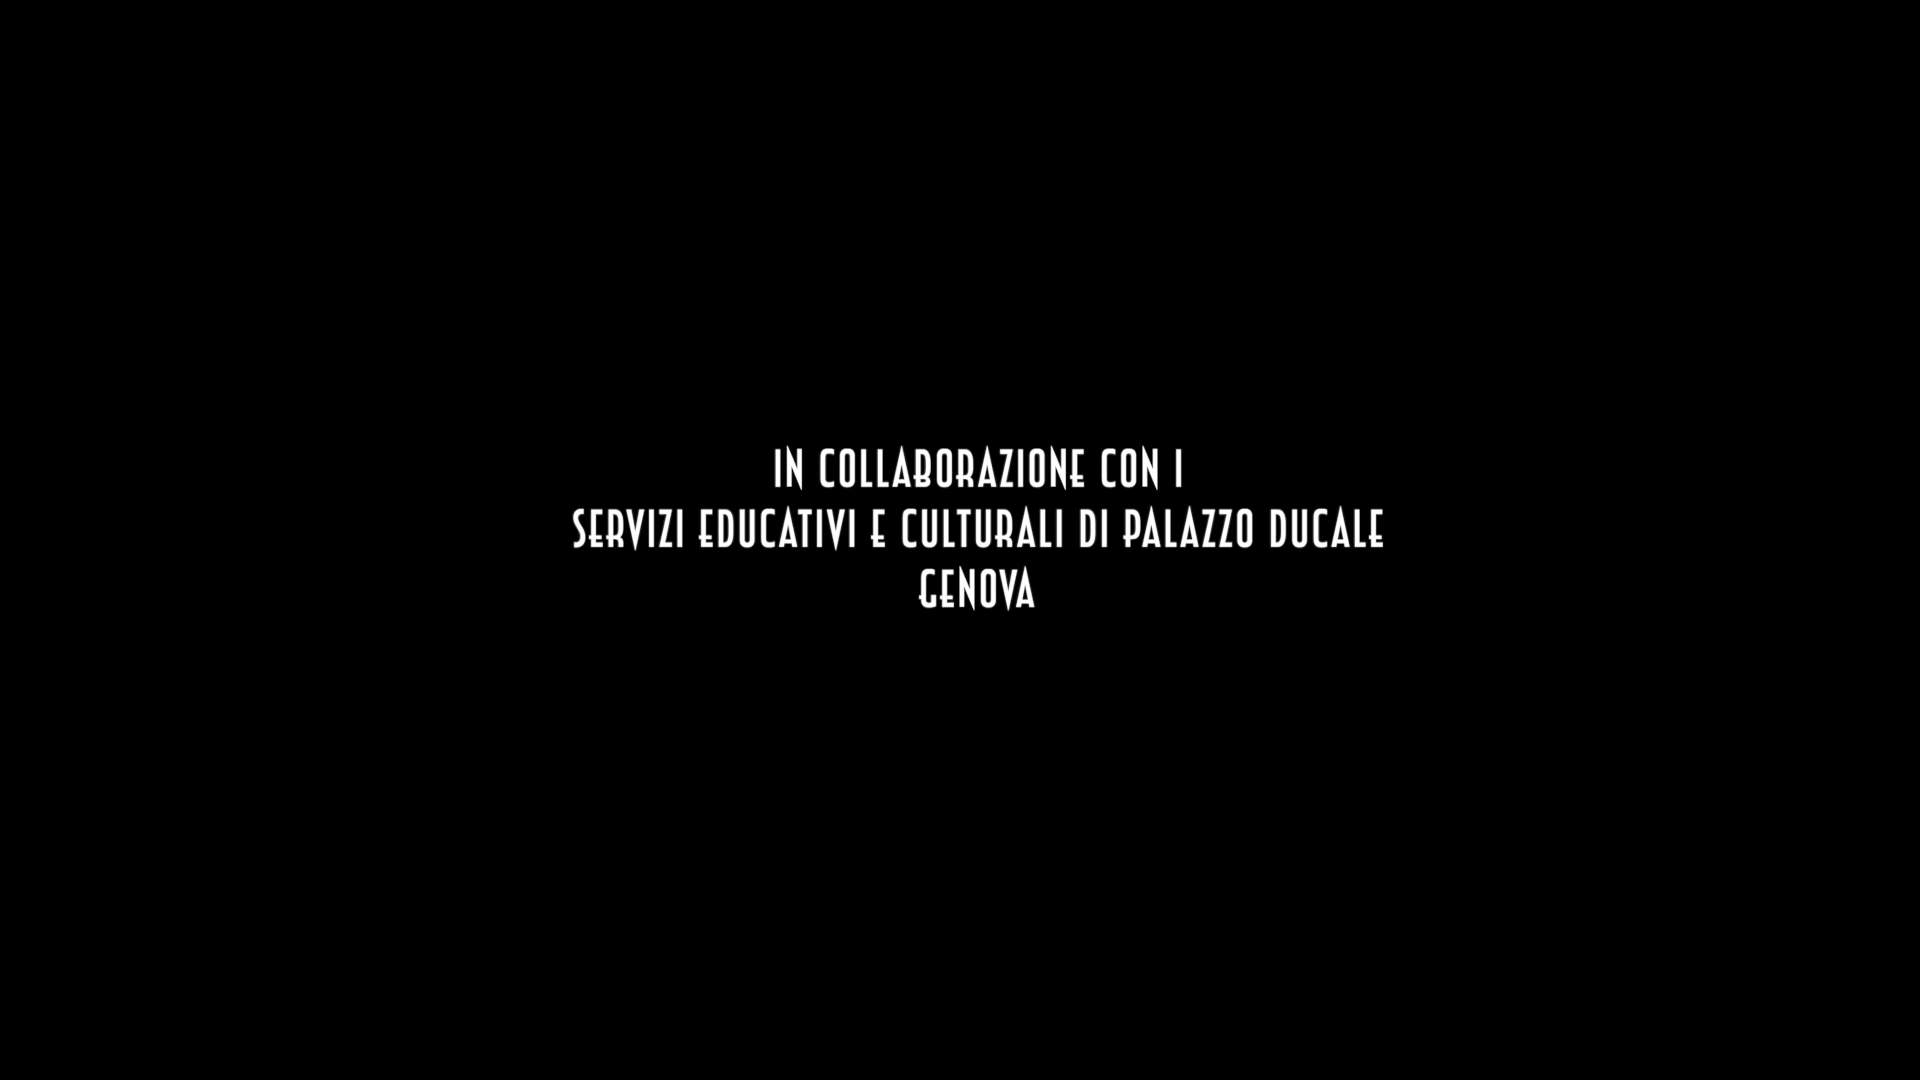 IN COLLABORAZIONE CON I
SERVIZI EDUCATIVI E CULTURALI DI PALAZZO DUCALE
GENOVA